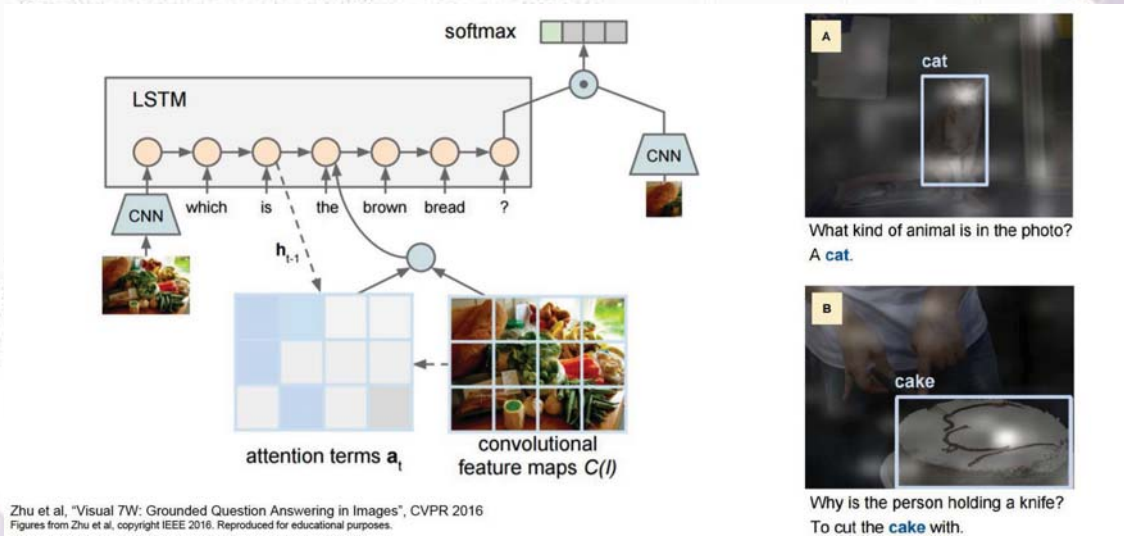 softmax
LSTM
CNN
which is the brown bread ?
CNN
h t-1
attention terms a t
convolutional
feature maps C(I)
Zhu et al, “Visual 7W: Grounded Question Answering in Images”, CVPR 2016
Figures from Zhu et al, copyright IEEE 2016. Reproduced for educational purposes.
A
cat
What kind of animal is in the photo?
A cat.
B
cake
Why is the person holding a knife?
To cut the cake with.